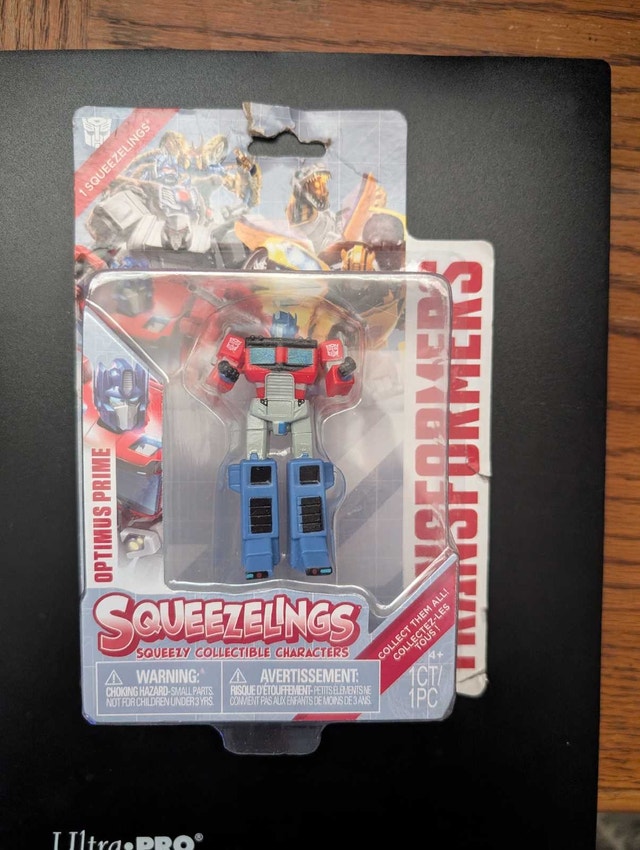 1 SQUEEZELINGS*
OPTIMUS PRIME
TRANSFORMERS
SQUEEZELINGS
SQUEEZY COLLECTIBLE CHARACTERS
COLLECT THEM ALL!
COLLECTEZ-LES
TOUS!
4+
1CT/
1PC
WARNING:
CHOKING HAZARD-SMALL PARTS.
NOT FOR CHILDREN UNDER 3 YRS.
AVERTISSEMENT:
RISQUE D'ÉTOUFFEMENT- PETITS ÉLÉMENTS NE
CONVIENT PAS AUX ENFANTS DE MOINS DE 3 ANS.
Ultra•PRO®